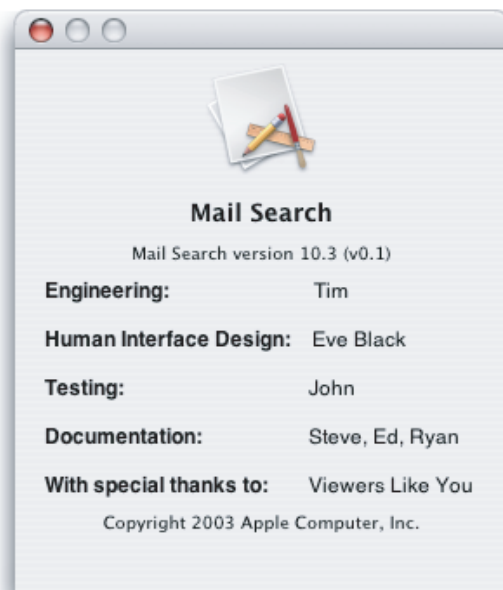 Mail Search
Mail Search version 10.3 (v0.1)
Engineering: Tim
Human Interface Design: Eve Black
Testing: John
Documentation: Steve, Ed, Ryan
With special thanks to: Viewers Like You
Copyright 2003 Apple Computer, Inc.